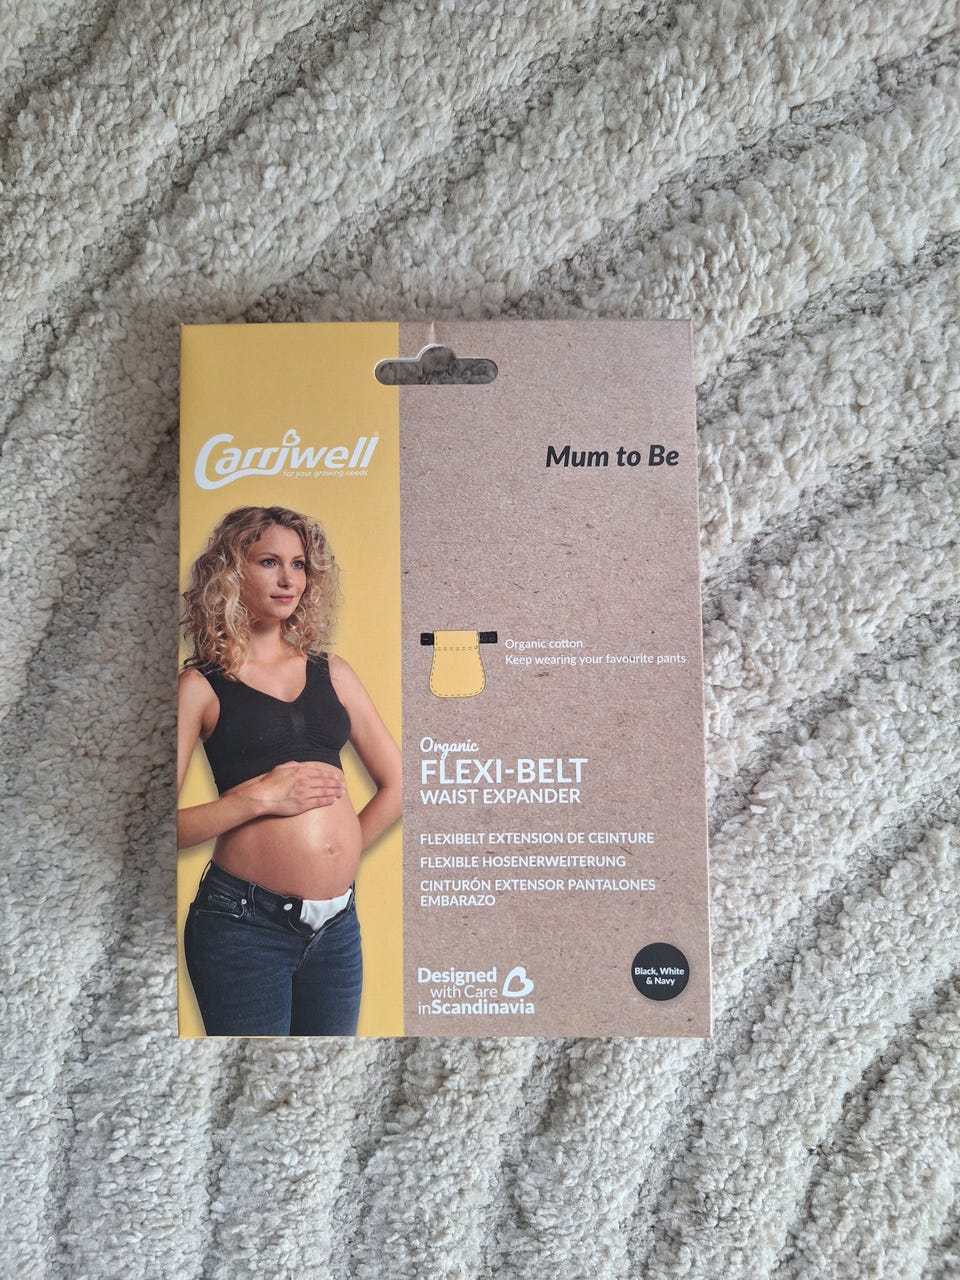 Carriwell®
for your growing needs
Mum to Be
Organic cotton
Keep wearing your favourite pants
Organic
FLEXI-BELT
WAIST EXPANDER
FLEXIBELT EXTENSION DE CEINTURE
FLEXIBLE HOSENERWEITERUNG
CINTURÓN EXTENSOR PANTALONES
EMBARAZO
Designed
with Care
inScandinavia
Black, White
& Navy